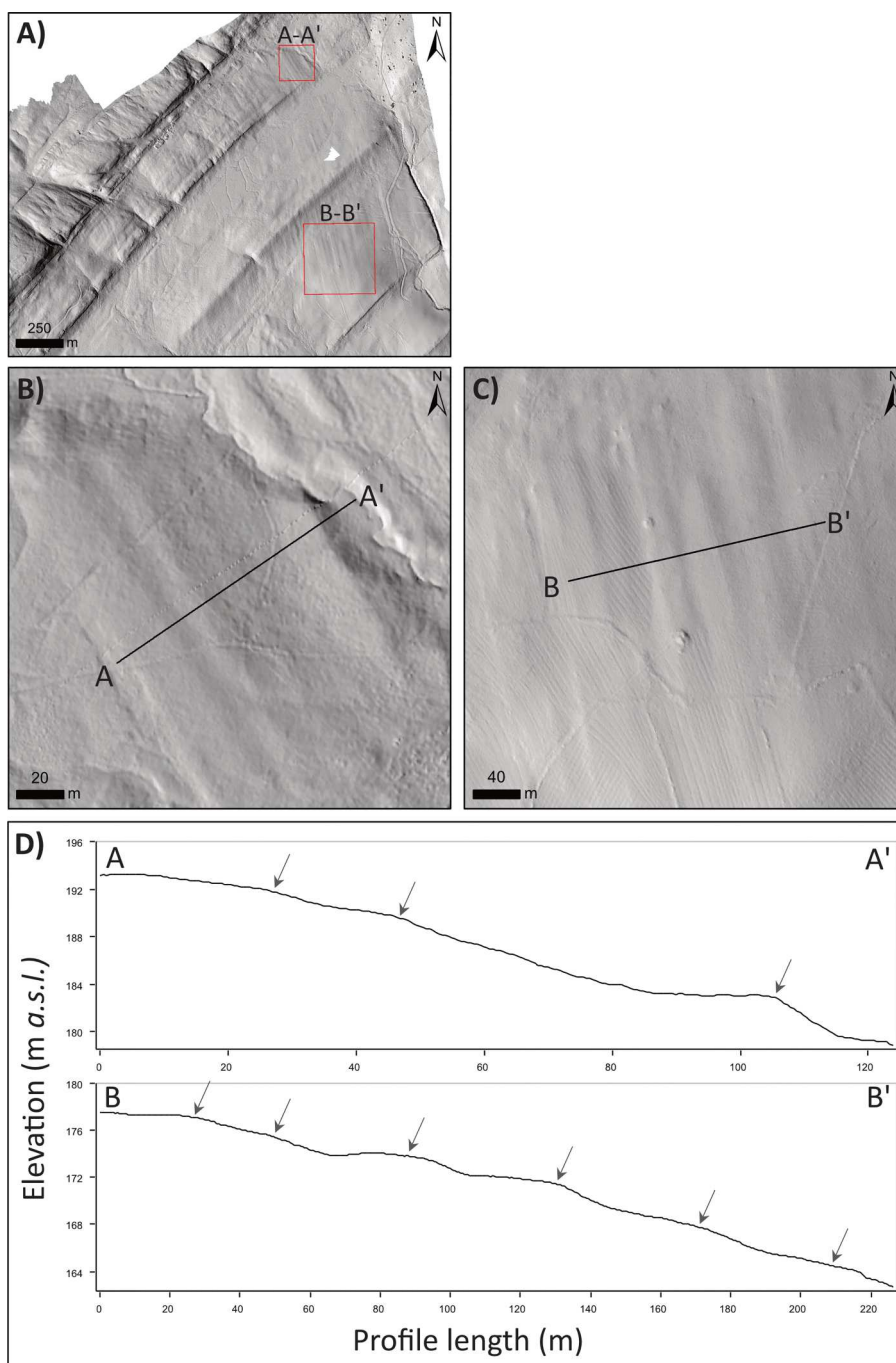 A)
A-A'
N
B-B'
250
m
B)
N
A'
A
20
m
C)
N
B'
B
40
m
D)
Elevation (m a.s.l.)
A
A'
196
192
188
184
180
0 20 40 60 80 100 120
B
B'
180
176
172
168
164
0 20 40 60 80 100 120 140 160 180 200 220
Profile length (m)